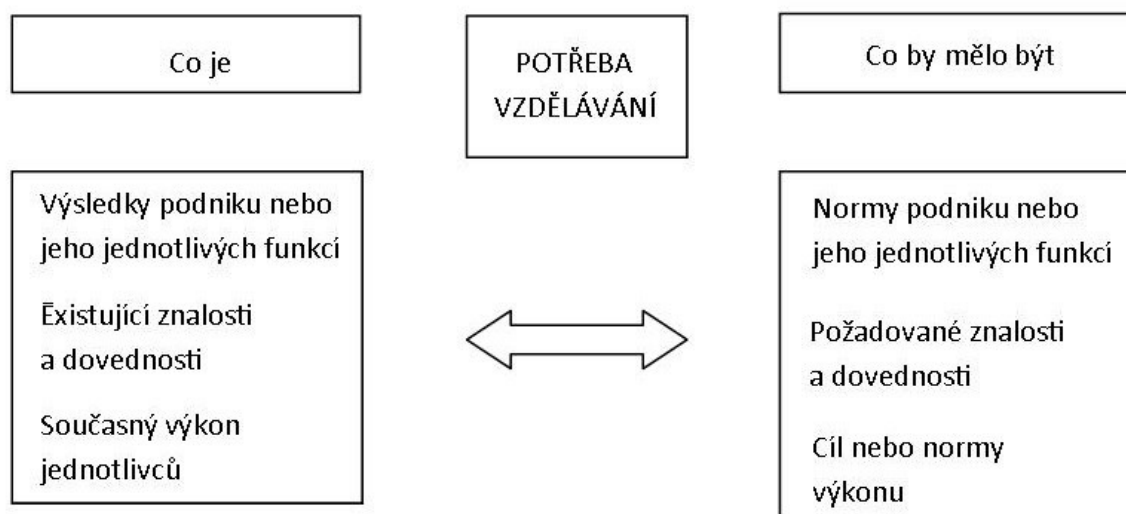 Co je
POTŘEBA
VZDĚLÁVÁNÍ
Co by mělo být
Výsledky podniku nebo
jeho jednotlivých funkcí
Existující znalosti
a dovednosti
Současný výkon
jednotlivců
Normy podniku nebo
jeho jednotlivých funkcí
Požadované znalosti
a dovednosti
Cíl nebo normy
výkonu